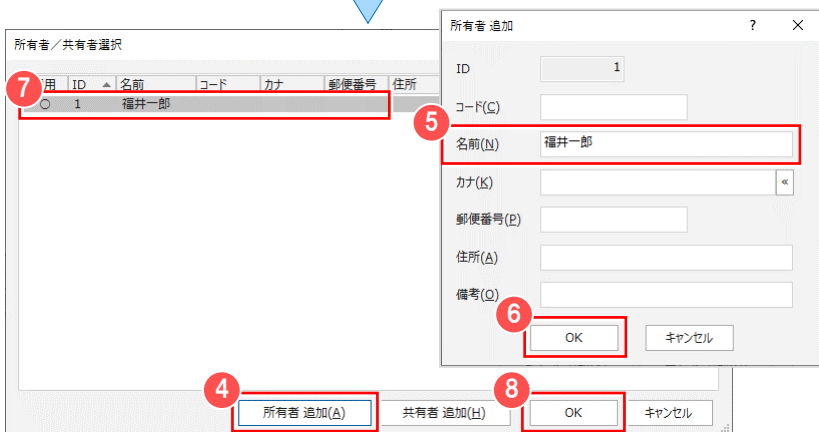 所有者／共有者選択
用 ID 名前 コード カナ 郵便番号 住所
7
○ 1 福井一郎
所有者 追加 ? ×
ID 1
コード(C)
5
名前(N) 福井一郎
カナ(K) «
郵便番号(P)
住所(A)
備考(O)
6
OK キャンセル
4 8
所有者 追加(A) 共有者 追加(H) OK キャンセル